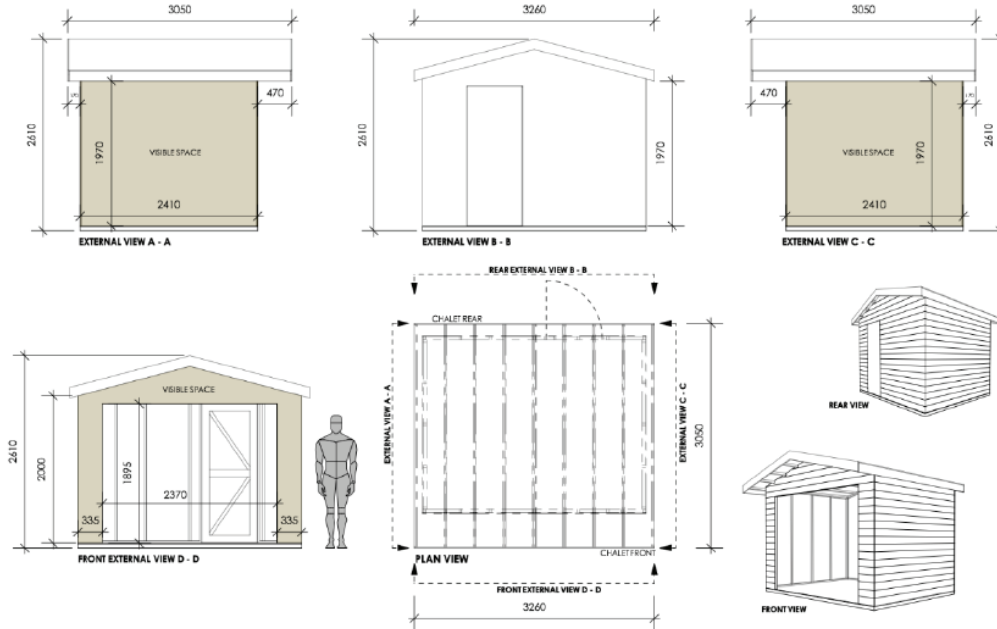 3050
3260
3050
2610
470
1970
VISIBLE SPACE
2410
EXTERNAL VIEW A - A
2610
1970
EXTERNAL VIEW B - B
470
1970
VISIBLE SPACE
2410
2610
EXTERNAL VIEW C - C
REAR EXTERNAL VIEW B - B
CHALET REAR
EXTERNAL VIEW A - A
EXTERNAL VIEW C - C
3050
CHALET FRONT
PLAN VIEW
FRONT EXTERNAL VIEW D - D
3260
2610
2000
VISIBLE SPACE
1895
2370
335
335
FRONT EXTERNAL VIEW D - D
REAR VIEW
FRONT VIEW